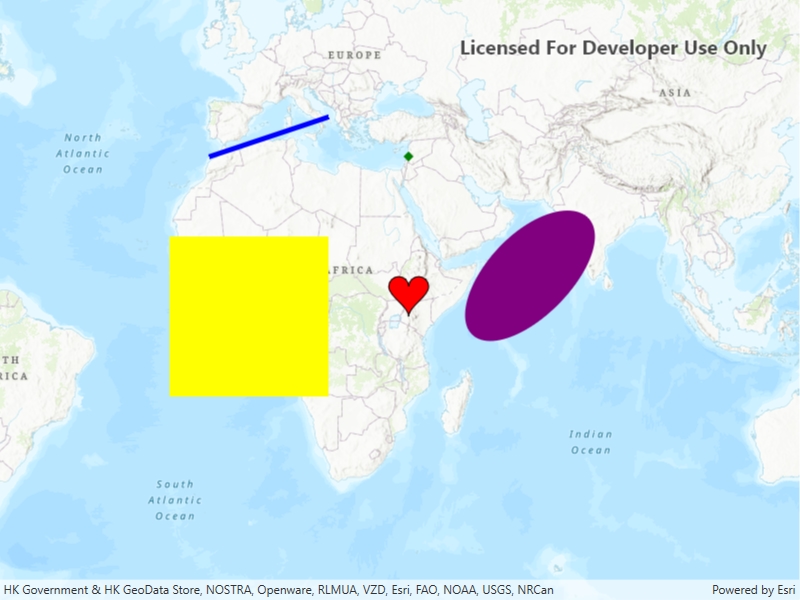 Licensed For Developer Use Only
EUROPE
ASIA
North
Atlantic
Ocean
AFRICA
TH
RICA
Indian
Ocean
South
Atlantic
Ocean
HK Government & HK GeoData Store, NOSTRA, Openware, RLMUA, VZD, Esri, FAO, NOAA, USGS, NRCan
Powered by Esri